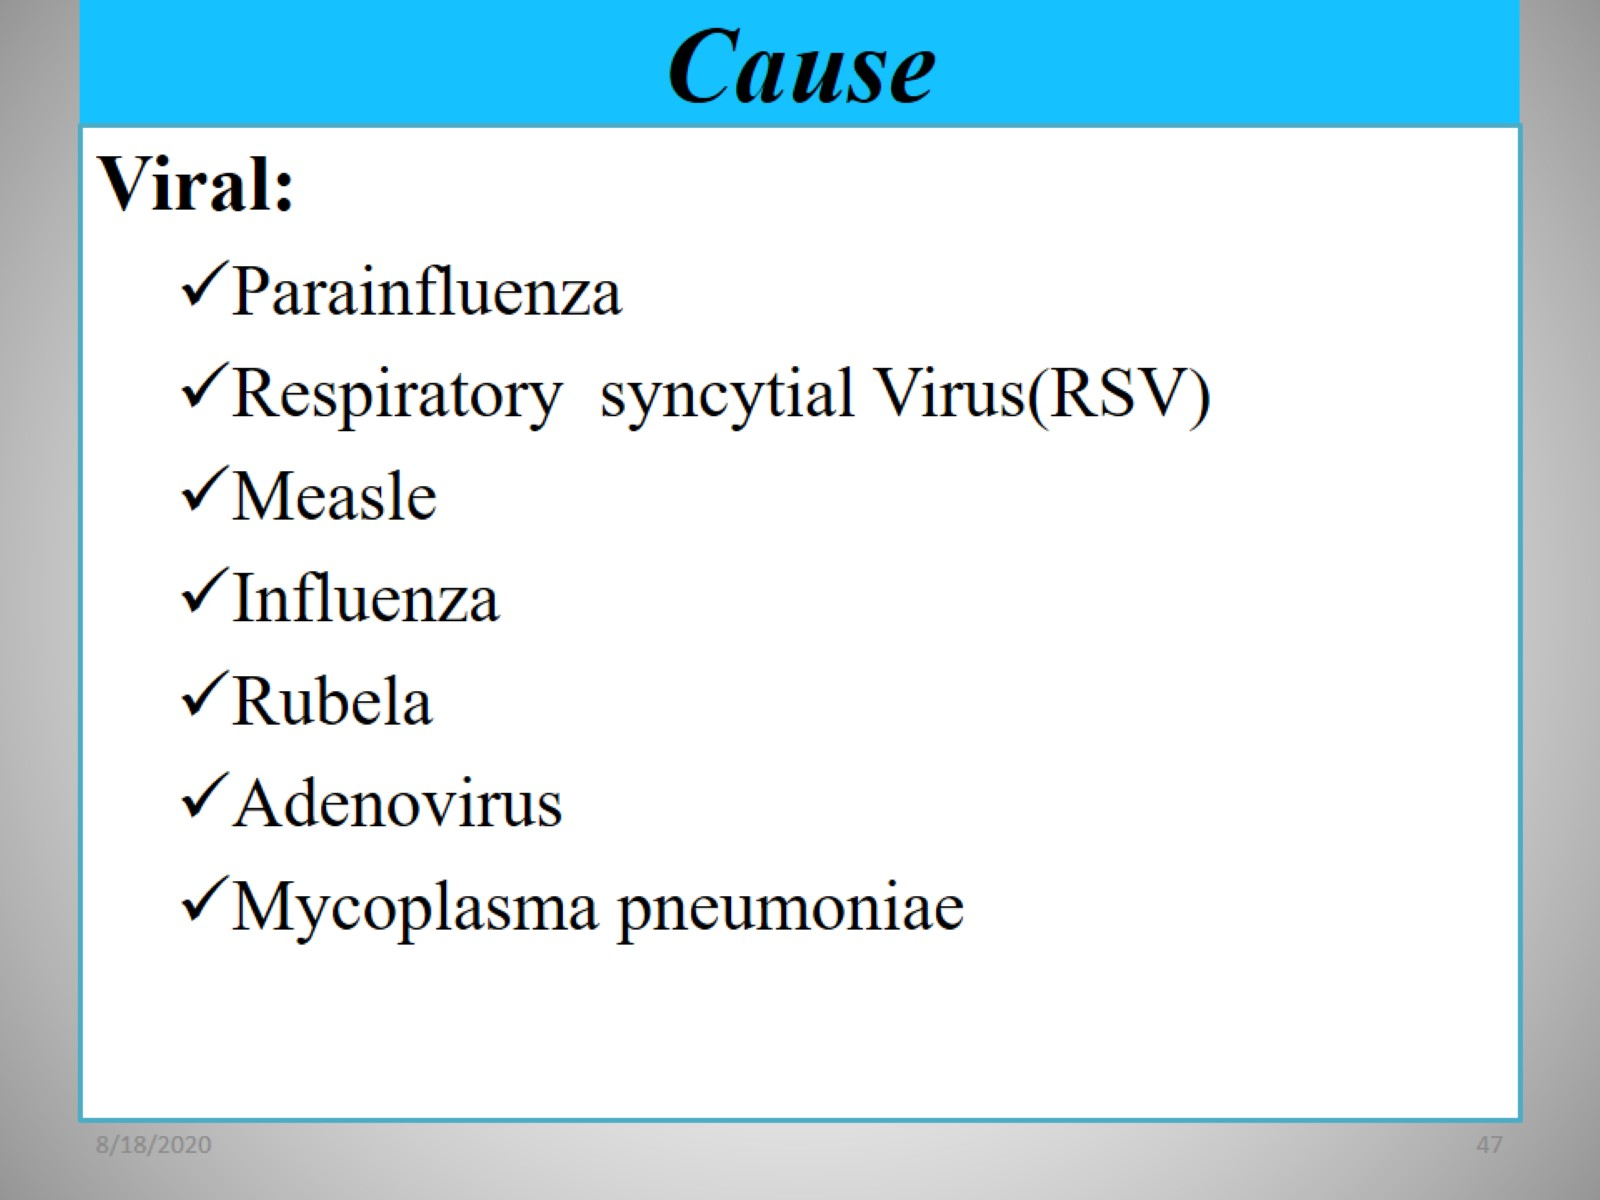 Cause
Viral:
✓Parainfluenza
✓Respiratory  syncytial Virus(RSV)
✓Measle
✓Influenza
✓Rubela
✓Adenovirus
✓Mycoplasma pneumoniae
8/18/2020
47